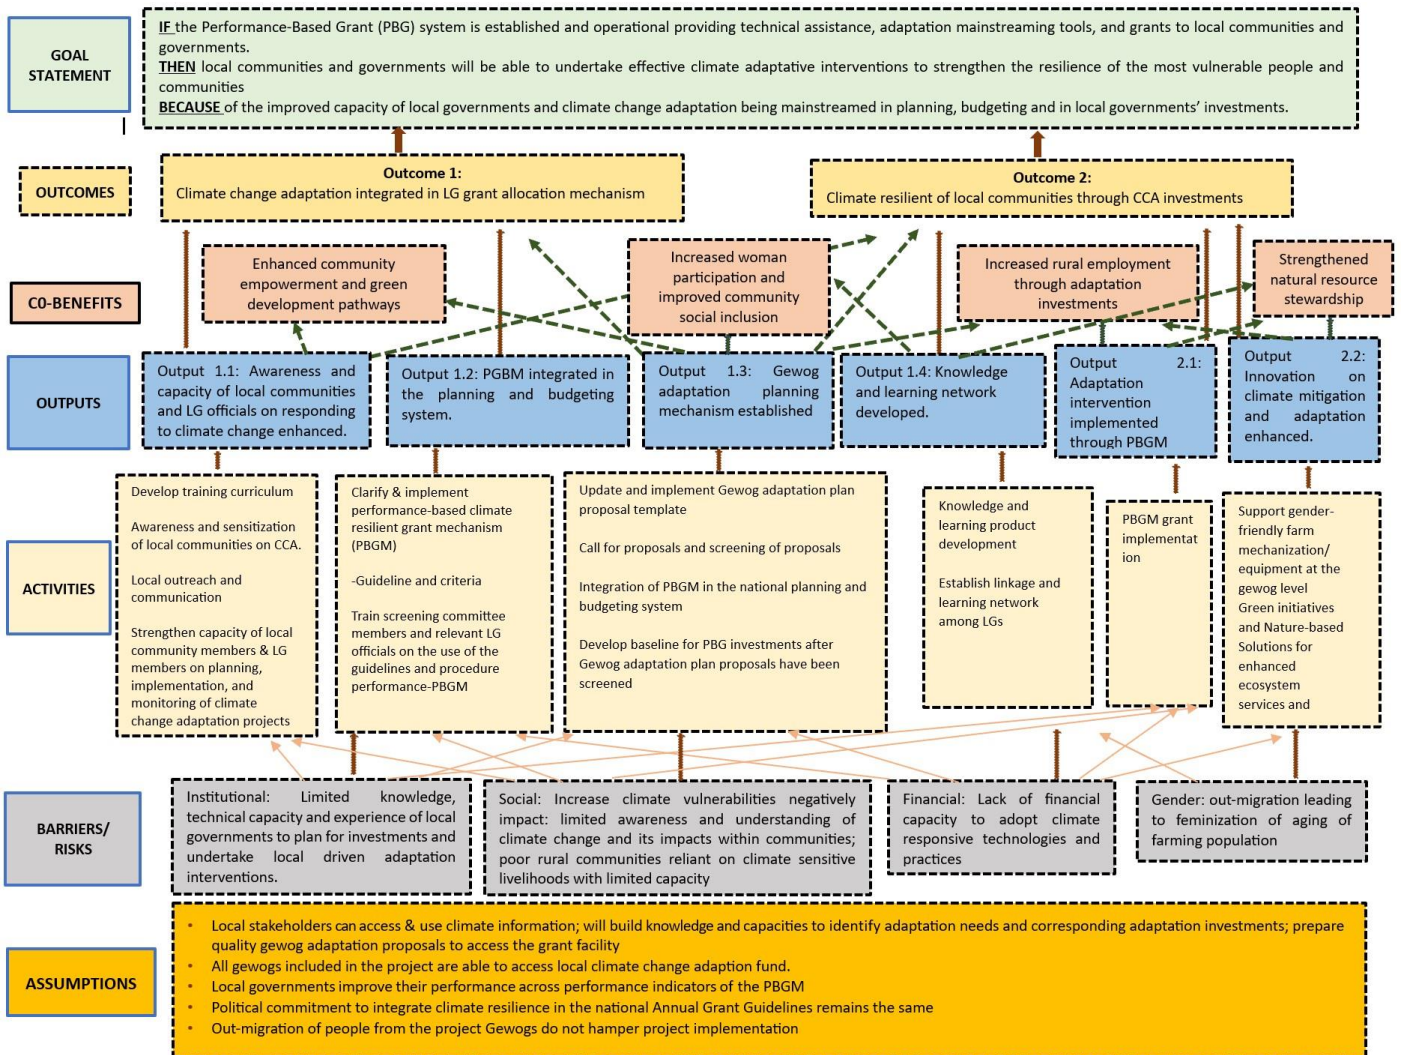 GOAL
STATEMENT
IF the Performance-Based Grant (PBG) system is established and operational providing technical assistance, adaptation mainstreaming tools, and grants to local communities and
governments.
THEN local communities and governments will be able to undertake effective climate adaptative interventions to strengthen the resilience of the most vulnerable people and
communities
BECAUSE of the improved capacity of local governments and climate change adaptation being mainstreamed in planning, budgeting and in local governments' investments.
OUTCOMES
Outcome 1:
Climate change adaptation integrated in LG grant allocation mechanism
Outcome 2:
Climate resilient of local communities through CCA investments
C0-BENEFITS
Enhanced community
empowerment and green
development pathways
Increased woman
participation and
improved community
social inclusion
Increased rural employment
through adaptation
investments
Strengthened
natural resource
stewardship
OUTPUTS
Output 1.1: Awareness and
capacity of local communities
and LG officials on responding
to climate change enhanced.
Output 1.2: PGBM integrated in
the planning and budgeting
system.
Output 1.3: Gewog
adaptation planning
mechanism established
Output 1.4: Knowledge
and learning network
developed.
Output 2.1:
Adaptation
intervention
implemented
through PBGM
Output 2.2:
Innovation on
climate mitigation
and adaptation
enhanced.
ACTIVITIES
Develop training curriculum
Awareness and sensitization
of local communities on CCA.
Local outreach and
communication
Strengthen capacity of local
community members & LG
members on planning,
implementation, and
monitoring of climate
change adaptation projects
Clarify & implement
performance-based climate
resilient grant mechanism
(PBGM)
-Guideline and criteria
Train screening committee
members and relevant LG
officials on the use of the
guidelines and procedure
performance-PBGM
Update and implement Gewog adaptation plan
proposal template
Call for proposals and screening of proposals
Integration of PBGM in the national planning and
budgeting system
Develop baseline for PBG investments after
Gewog adaptation plan proposals have been
screened
Knowledge and
learning product
development
Establish linkage and
learning network
among LGs
PBGM grant
implementat
ion
Support gender-
friendly farm
mechanization/
equipment at the
gewog level
Green initiatives
and Nature-based
Solutions for
enhanced
ecosystem
services and
BARRIERS/
RISKS
Institutional: Limited knowledge,
technical capacity and experience of local
governments to plan for investments and
undertake local driven adaptation
interventions.
Social: Increase climate vulnerabilities negatively
impact: limited awareness and understanding of
climate change and its impacts within communities;
poor rural communities reliant on climate sensitive
livelihoods with limited capacity
Financial: Lack of financial
capacity to adopt climate
responsive technologies and
practices
Gender: out-migration leading
to feminization of aging of
farming population
ASSUMPTIONS
• Local stakeholders can access & use climate information; will build knowledge and capacities to identify adaptation needs and corresponding adaptation investments; prepare
quality gewog adaptation proposals to access the grant facility
• All gewogs included in the project are able to access local climate change adaption fund.
• Local governments improve their performance across performance indicators of the PBGM
• Political commitment to integrate climate resilience in the national Annual Grant Guidelines remains the same
• Out-migration of people from the project Gewogs do not hamper project implementation